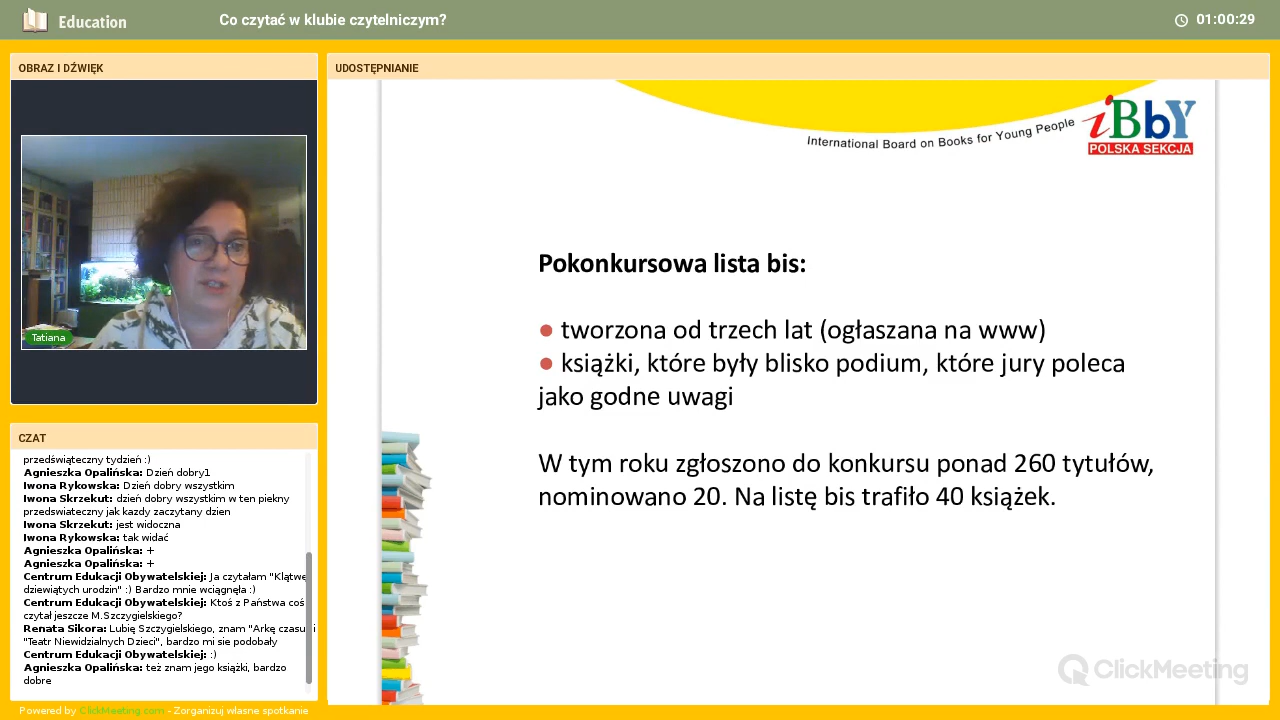 Education
Co czytać w klubie czytelniczym?
01:00:29
OBRAZ I DŹWIĘK
Tatiana
CZAT
przedświąteczny tydzień :)
Agnieszka Opalińska: Dzień dobry1
Iwona Rykowska: Dzień dobry wszystkim
Iwona Skrzekut: dzień dobry wszystkim w ten piekny
przedswiateczny jak kazdy zaczytany dzien
Iwona Skrzekut: jest widoczna
Iwona Rykowska: tak widać
Agnieszka Opalińska: +
Agnieszka Opalińska: +
Centrum Edukacji Obywatelskiej: Ja czytałam "Klątwę
dziewiątych urodzin" :) Bardzo mnie wciągnęła :)
Centrum Edukacji Obywatelskiej: Ktoś z Państwa coś
czytał jeszcze M.Szczygielskiego?
Renata Sikora: Lubię Szczygielskiego, znam "Arkę czasu i
"Teatr Niewidzialnych Dzieci", bardzo mi sie podobały
Centrum Edukacji Obywatelskiej: :)
Agnieszka Opalińska: też znam jego książki, bardzo
dobre
Powered by ClickMeeting.com - Zorganizuj własne spotkanie
UDOSTĘPNIANIE
International Board on Books for Young People
iBbY
POLSKA SEKCJA
Pokonkursowa lista bis:
● tworzona od trzech lat (ogłaszana na www)
● książki, które były blisko podium, które jury poleca
jako godne uwagi
W tym roku zgłoszono do konkursu ponad 260 tytułów,
nominowano 20. Na listę bis trafiło 40 książek.
ClickMeeting